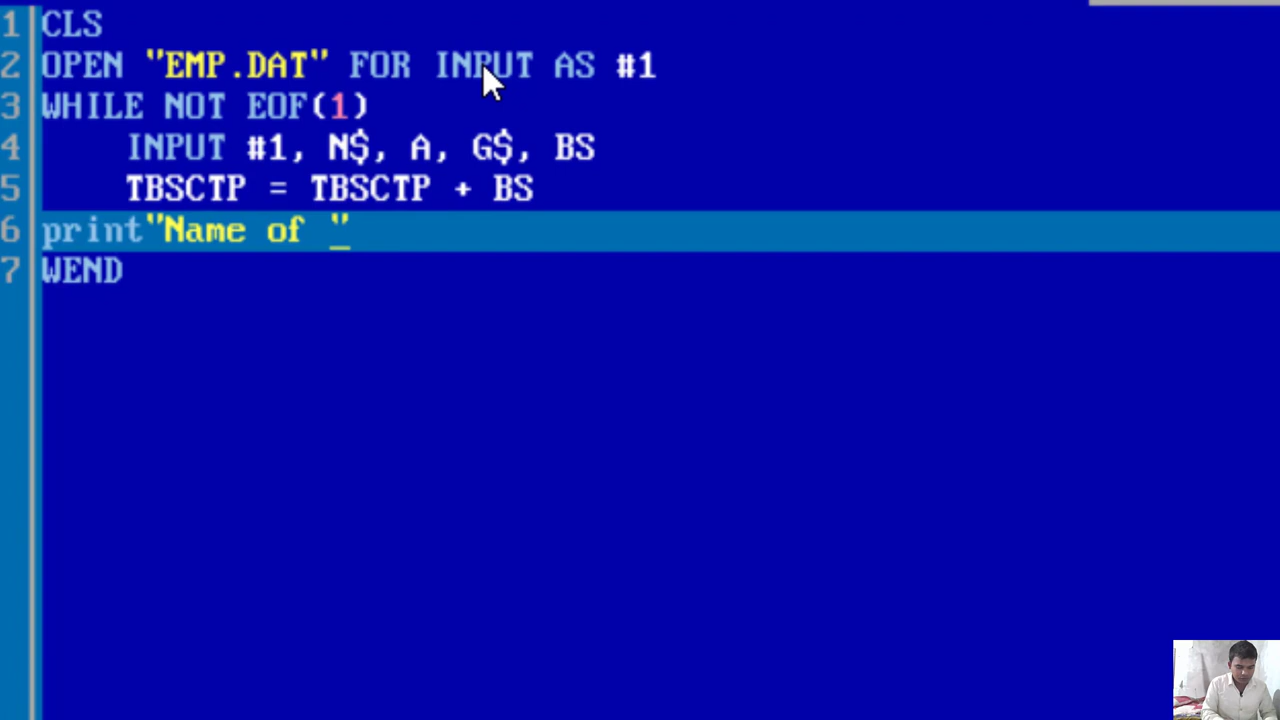 1 CLS
2 OPEN "EMP.DAT" FOR INPUT AS #1
3 WHILE NOT EOF(1)
4 INPUT #1, N$, A, G$, BS
5 TBSCTP = TBSCTP + BS
6 print"Name of _"
7 WEND